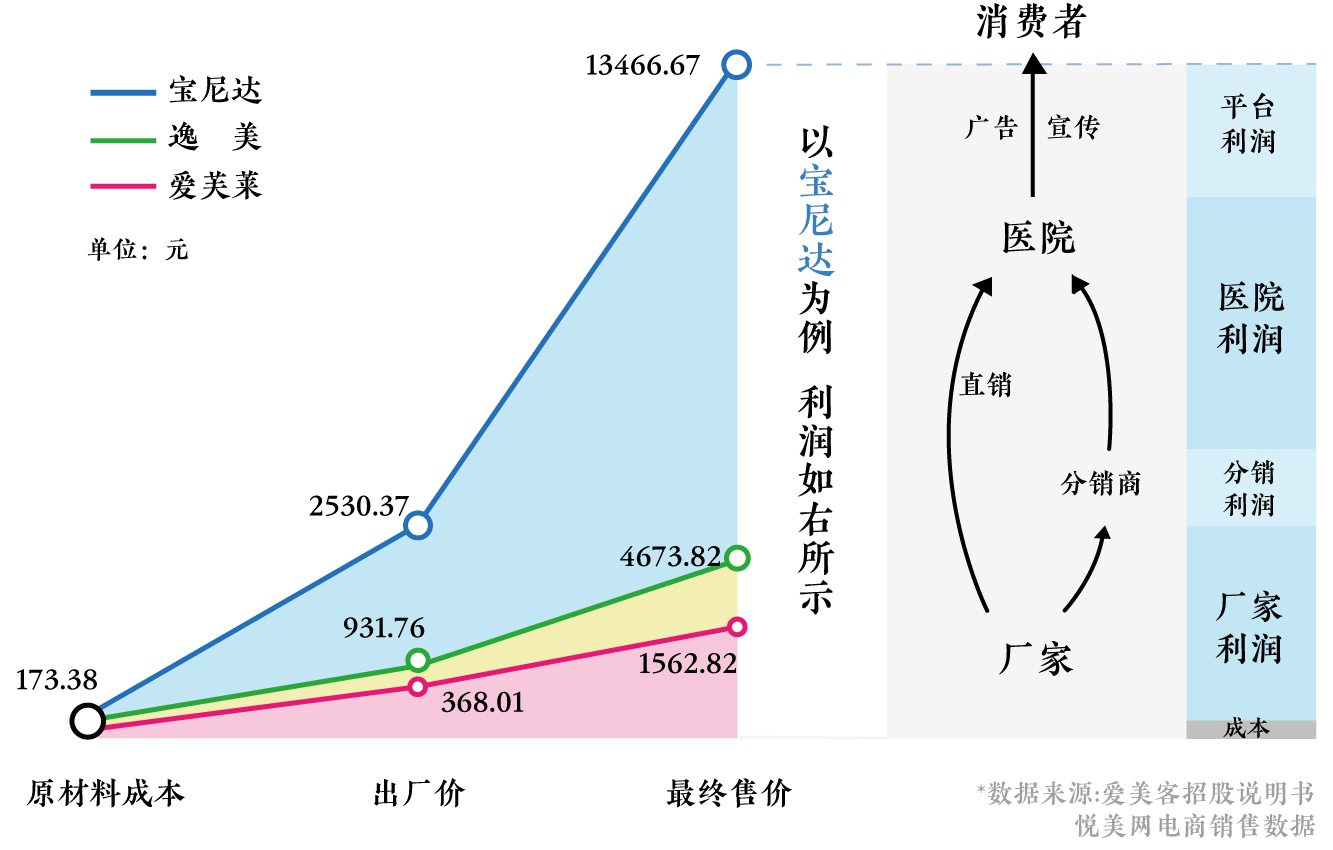 消费者
13466.67
宝尼达
逸 美
爱芙莱
单位：元
2530.37
4673.82
931.76
1562.82
173.38
368.01
原材料成本
出厂价
最终售价
以宝尼达为例 利润如右所示
广告 宣传
医院
直销
分销商
厂家
平台
利润
医院
利润
分销
利润
厂家
利润
成本
*数据来源:爱美客招股说明书
悦美网电商销售数据